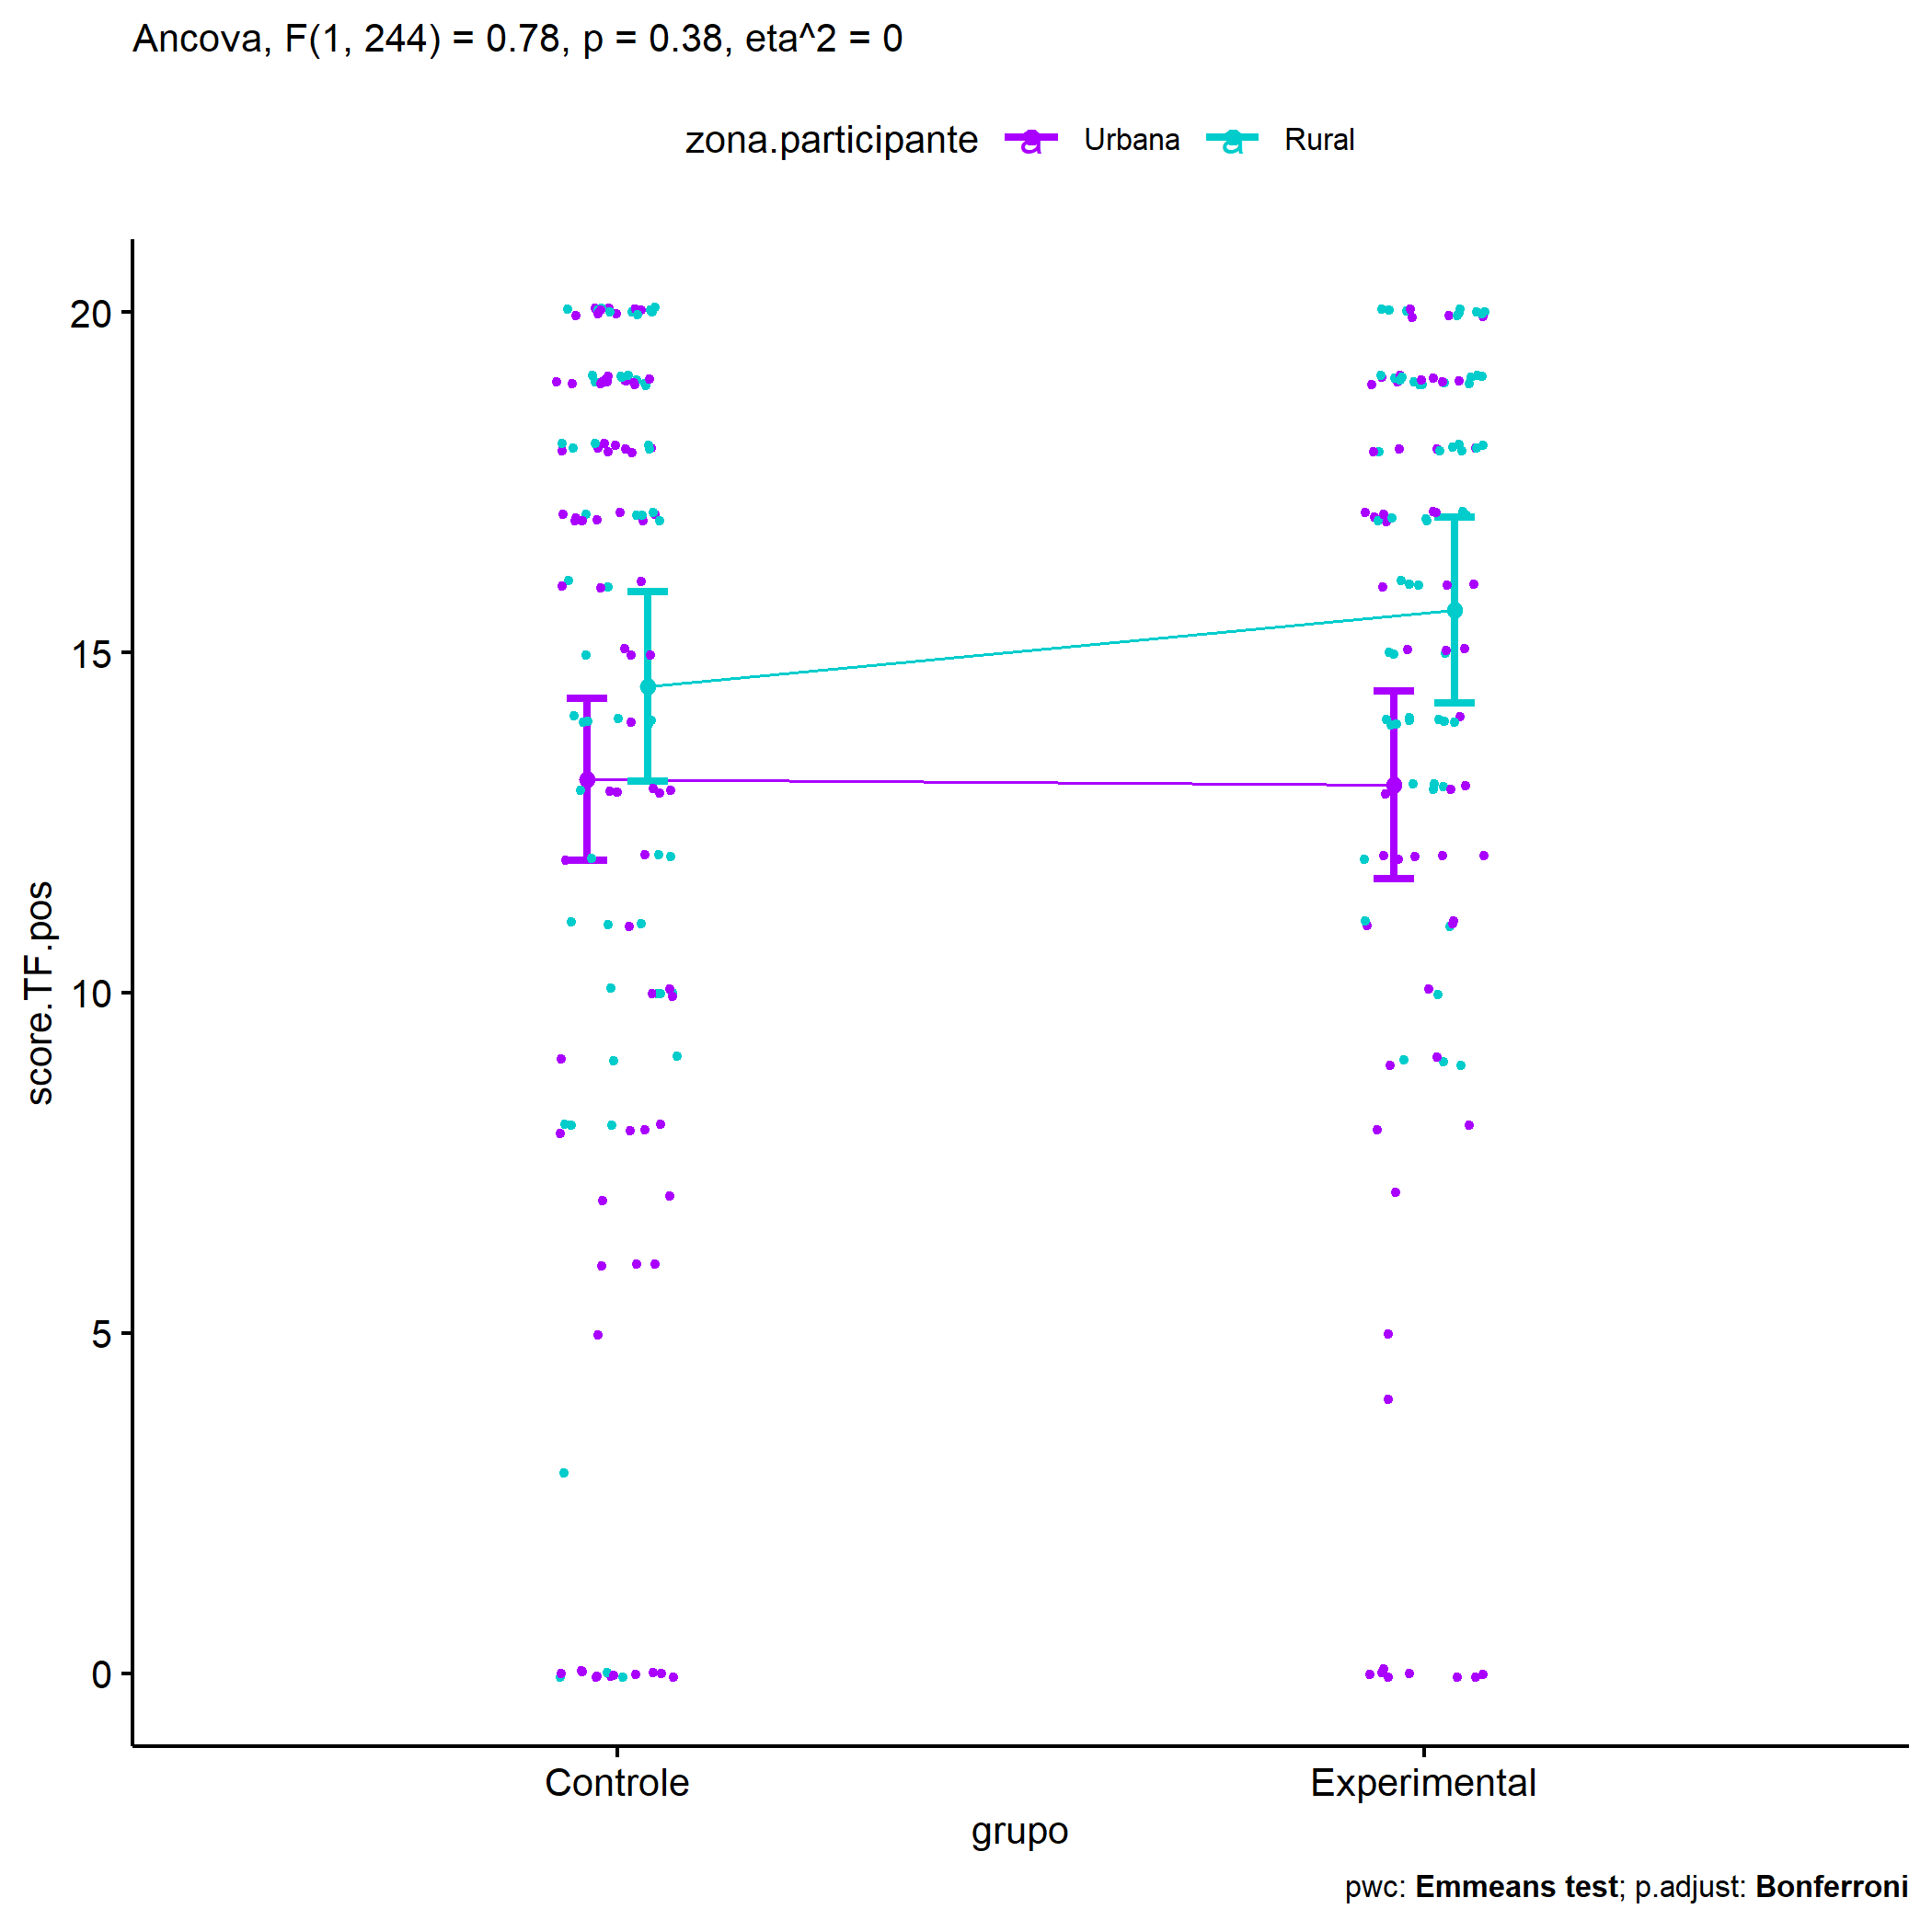 Ancova, F(1, 244) = 0.78, p = 0.38, eta^2 = 0
zona.participante a Urbana a Rural
20
15
10
5
0
score.TF.pos
Controle Experimental
grupo
pwc: Emmeans test; p.adjust: Bonferroni